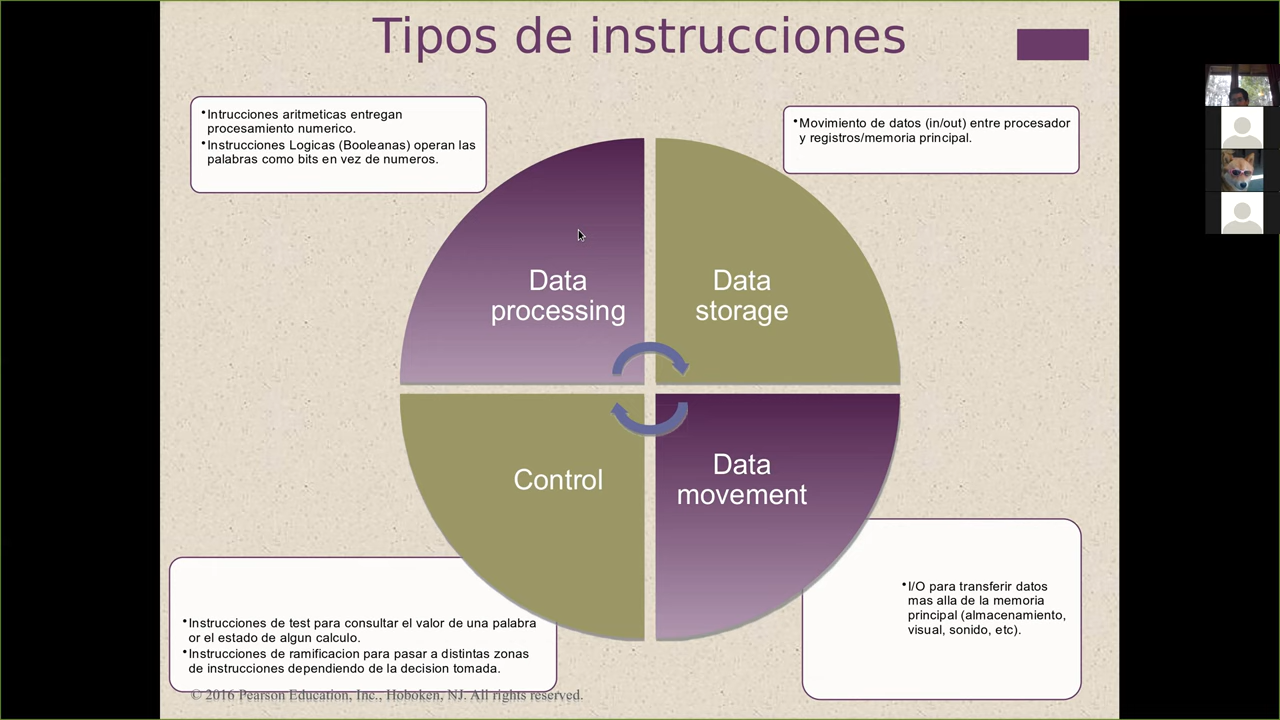 Tipos de instrucciones
•Intrucciones aritmeticas entregan
procesamiento numerico.
•Instrucciones Logicas (Booleanas) operan las
palabras como bits en vez de numeros.
•Movimiento de datos (in/out) entre procesador
y registros/memoria principal.
Data
processing
Data
storage
Control
Data
movement
•Instrucciones de test para consultar el valor de una palabra
or el estado de algun calculo.
•Instrucciones de ramificacion para pasar a distintas zonas
de instrucciones dependiendo de la decision tomada.
•I/O para transferir datos
mas alla de la memoria
principal (almacenamiento,
visual, sonido, etc).
© 2016 Pearson Education, Inc., Hoboken, NJ. All rights reserved.